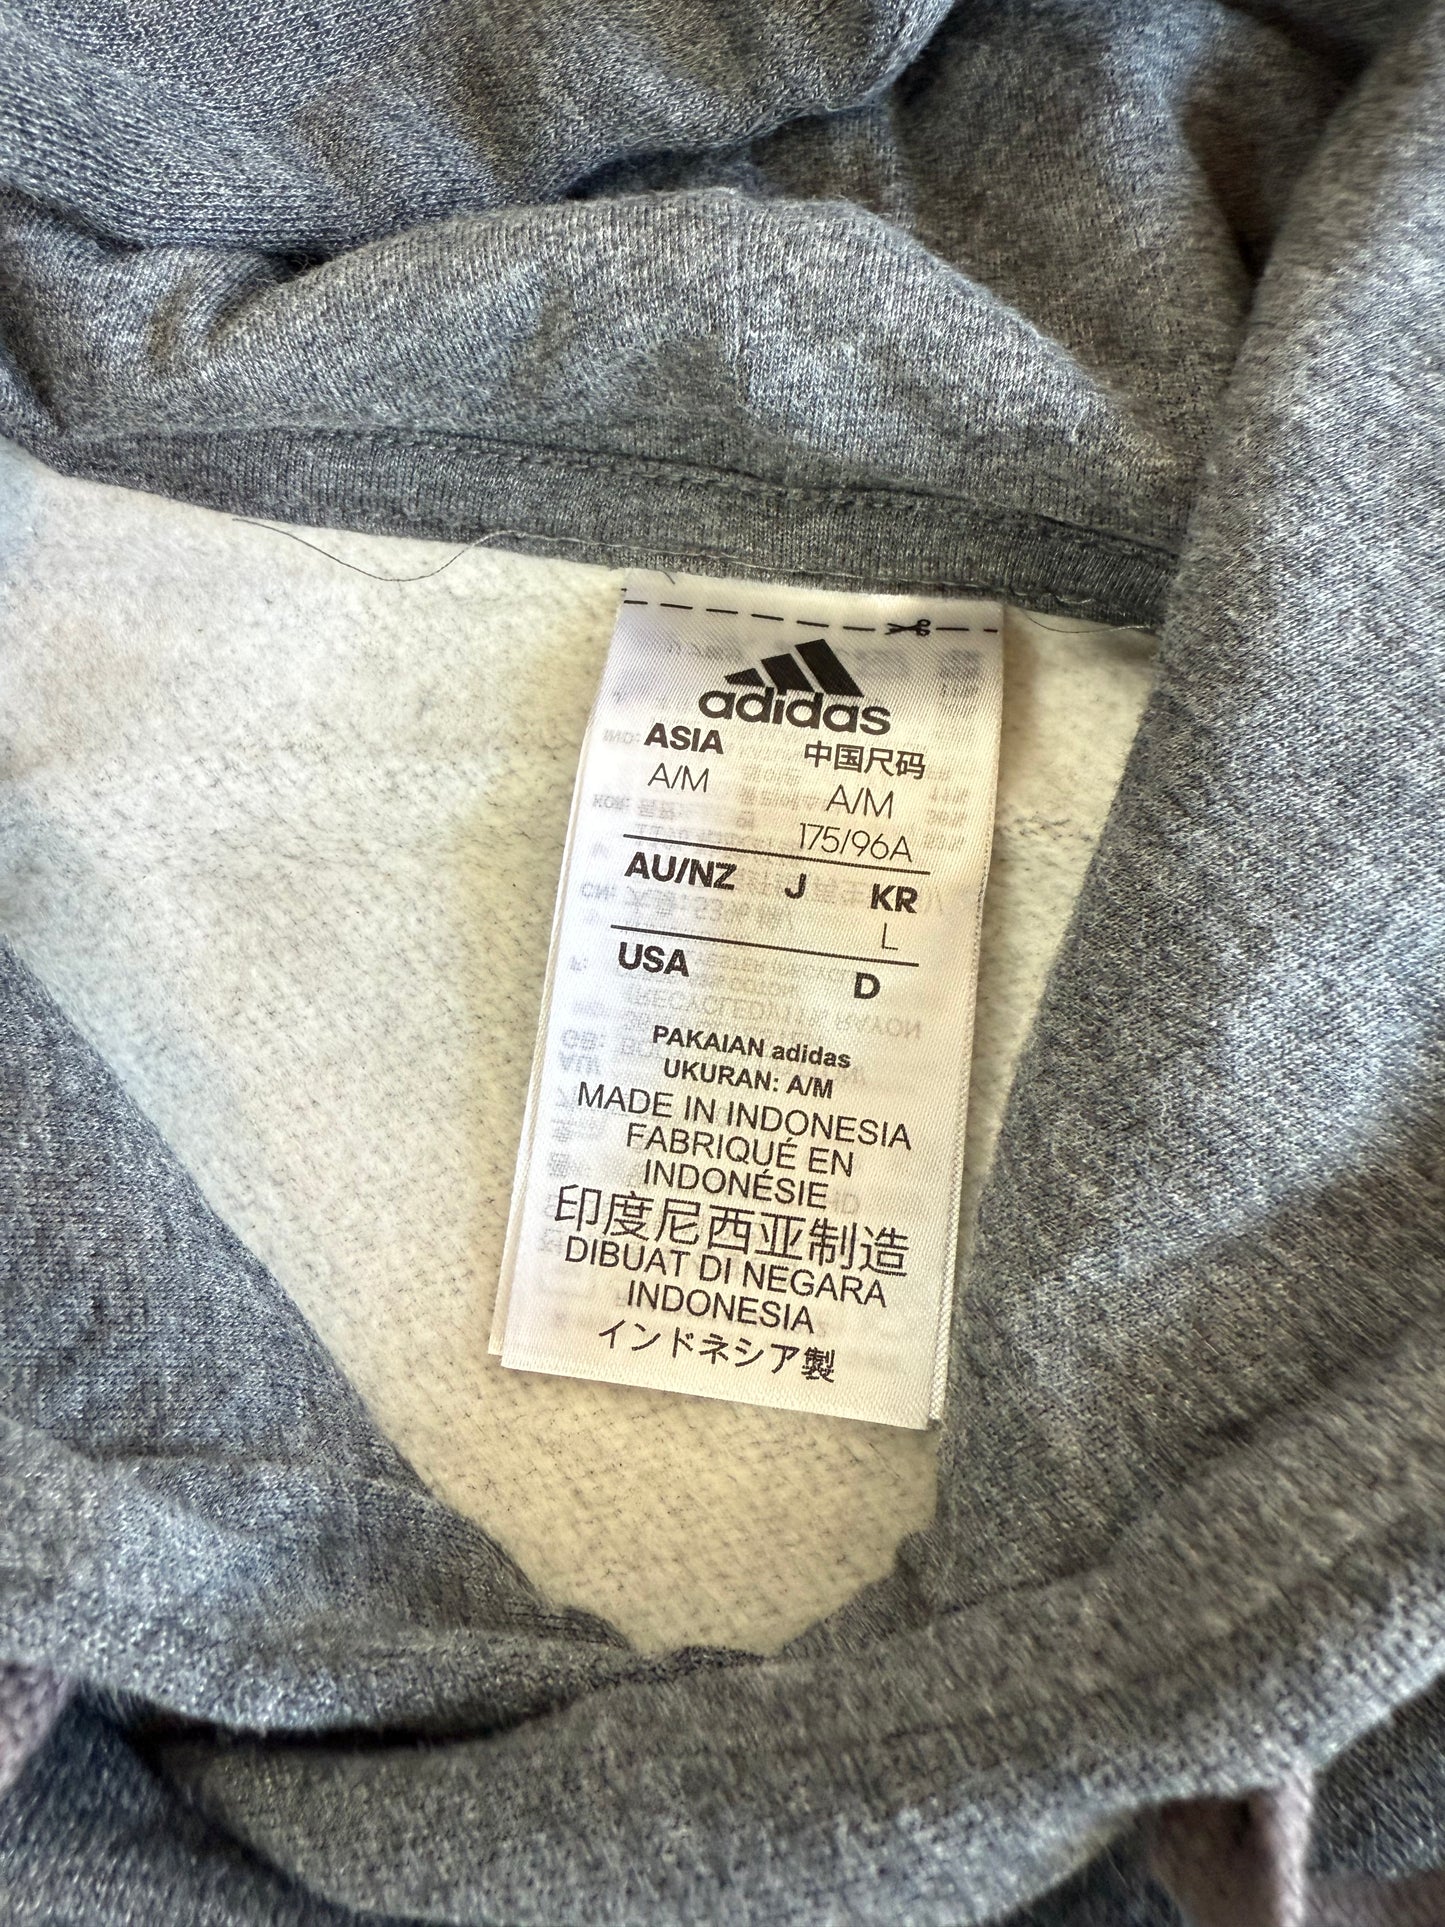 adidas
ASIA 中国尺码
A/M A/M
175/96A
AU/NZ J KR
L
USA D
PAKAIAN adidas
UKURAN: A/M
MADE IN INDONESIA
FABRIQUÉ EN
INDONÉSIE
印度尼西亚制造
DIBUAT DI NEGARA
INDONESIA
インドネシア製